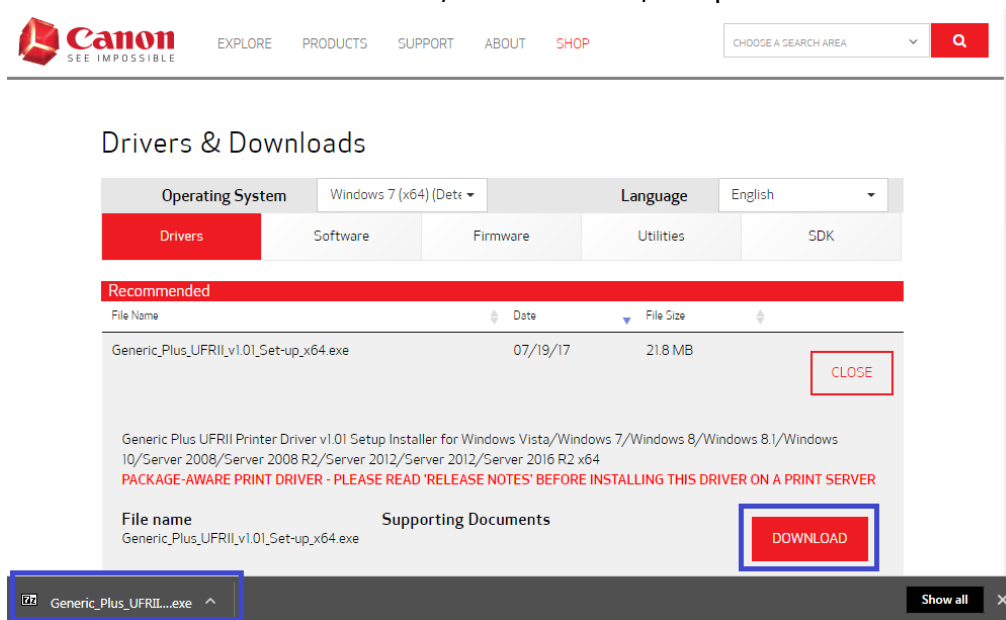 Canon
SEE IMPOSSIBLE
EXPLORE PRODUCTS SUPPORT ABOUT SHOP
CHOOSE A SEARCH AREA
Drivers & Downloads
Operating System Windows 7 (x64) (Dete Language English
Drivers Software Firmware Utilities SDK
Recommended
File Name Date File Size
Generic_Plus_UFRII_v1.01_Set-up_x64.exe 07/19/17 21.8 MB
CLOSE
Generic Plus UFRII Printer Driver v1.01 Setup Installer for Windows Vista/Windows 7/Windows 8/Windows 8.1/Windows
10/Server 2008/Server 2008 R2/Server 2012/Server 2012/Server 2016 R2 x64
PACKAGE-AWARE PRINT DRIVER - PLEASE READ 'RELEASE NOTES' BEFORE INSTALLING THIS DRIVER ON A PRINT SERVER
File name Supporting Documents
Generic_Plus_UFRII_v1.01_Set-up_x64.exe
DOWNLOAD
Generic_Plus_UFRII....exe
Show all